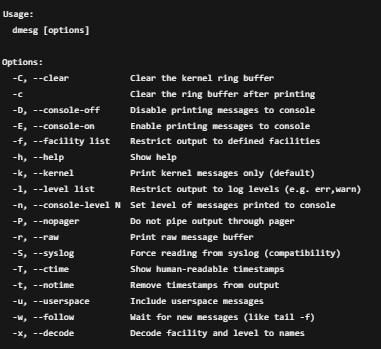 Usage:
  dmesg [options]

Options:
  -C, --clear           Clear the kernel ring buffer
  -c                    Clear the ring buffer after printing
  -D, --console-off     Disable printing messages to console
  -E, --console-on      Enable printing messages to console
  -f, --facility list   Restrict output to defined facilities
  -h, --help            Show help
  -k, --kernel          Print kernel messages only (default)
  -l, --level list      Restrict output to log levels (e.g. err,warn)
  -n, --console-level N Set level of messages printed to console
  -P, --nopager         Do not pipe output through pager
  -r, --raw             Print raw message buffer
  -S, --syslog          Force reading from syslog (compatibility)
  -T, --ctime           Show human-readable timestamps
  -t, --notime          Remove timestamps from output
  -u, --userspace       Include userspace messages
  -w, --follow          Wait for new messages (like tail -f)
  -x, --decode          Decode facility and level to names